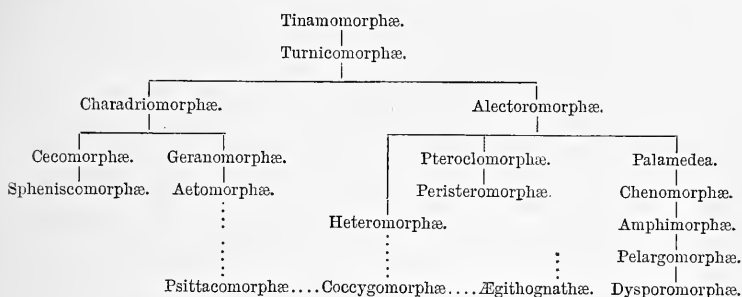 Tinamomorphæ.
Turnicomorphæ.
Charadriomorphæ. Alectoromorphæ.
Cecomorphæ. Geranomorphæ. Pteroclomorphæ. Palamedea.
Spheniscomorphæ. Aetomorphæ. Peristeromorphæ. Chenomorphæ.
Heteromorphæ. Amphimorphæ.
Pelargomorphæ.
Psittacomorphæ....Coccygomorphæ....Ægithognathæ. Dysporomorphæ.